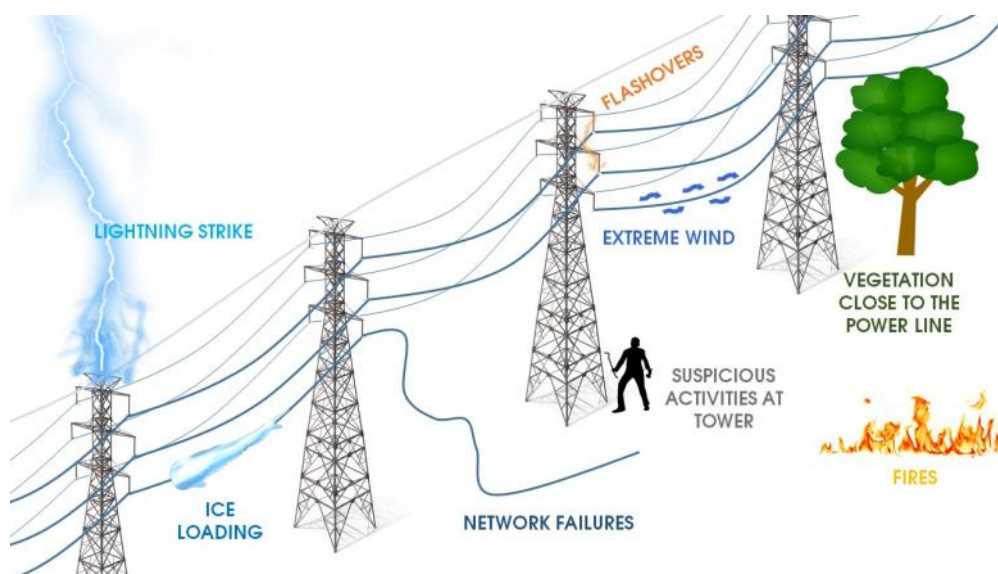 FLASHOVERS
LIGHTNING STRIKE
EXTREME WIND
VEGETATION
CLOSE TO THE
POWER LINE
SUSPICIOUS
ACTIVITIES AT
TOWER
FIRES
ICE
LOADING
NETWORK FAILURES